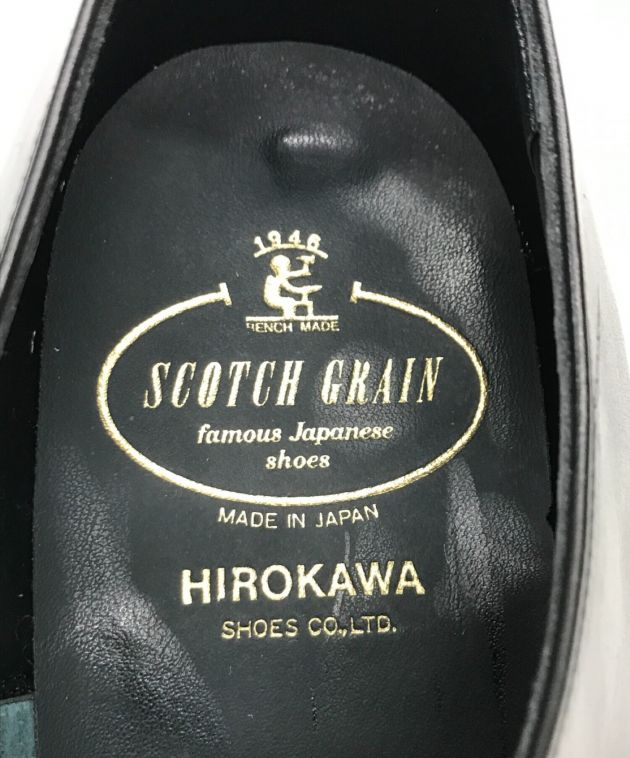 1946
BENCH MADE
SCOTCH GRAIN
famous Japanese
shoes
MADE IN JAPAN
HIROKAWA
SHOES CO.,LTD.